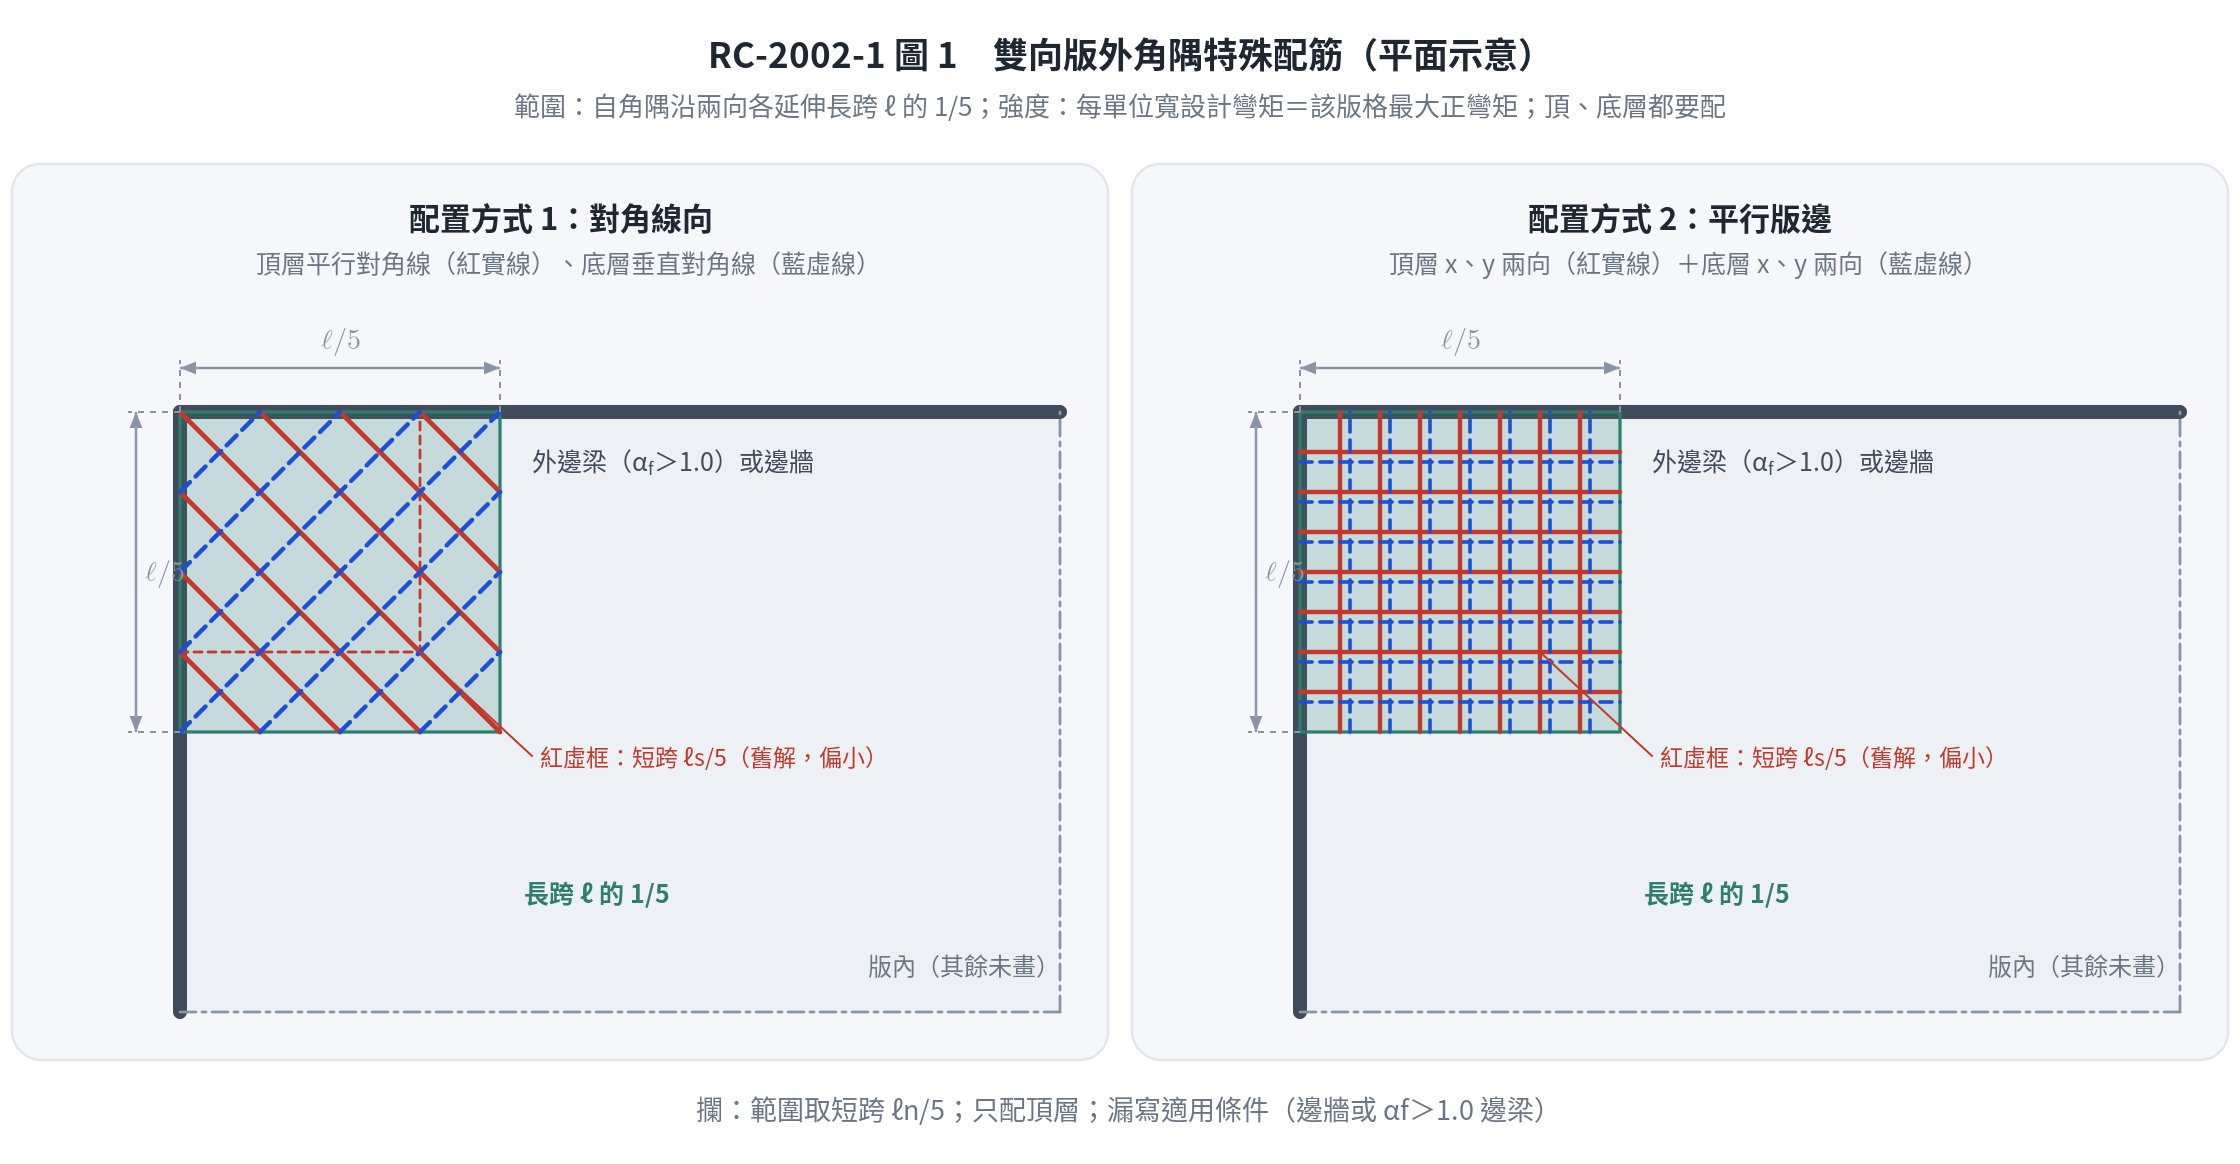 RC-2002-1 圖 1　雙向版外角隅特殊配筋（平面示意）
範圍：自角隅沿兩向各延伸長跨 ℓ 的 1/5；強度：每單位寬設計彎矩＝該版格最大正彎矩；頂、底層都要配
配置方式 1：對角線向
頂層平行對角線（紅實線）、底層垂直對角線（藍虛線）
ℓ/5
ℓ/5
外邊梁（αf＞1.0）或邊牆
紅虛框：短跨 ℓs/5（舊解，偏小）
長跨 ℓ 的 1/5
版內（其餘未畫）
配置方式 2：平行版邊
頂層 x、y 兩向（紅實線）＋底層 x、y 兩向（藍虛線）
ℓ/5
ℓ/5
外邊梁（αf＞1.0）或邊牆
紅虛框：短跨 ℓs/5（舊解，偏小）
長跨 ℓ 的 1/5
版內（其餘未畫）
攔：範圍取短跨 ℓn/5；只配頂層；漏寫適用條件（邊牆或 αf＞1.0 邊梁）